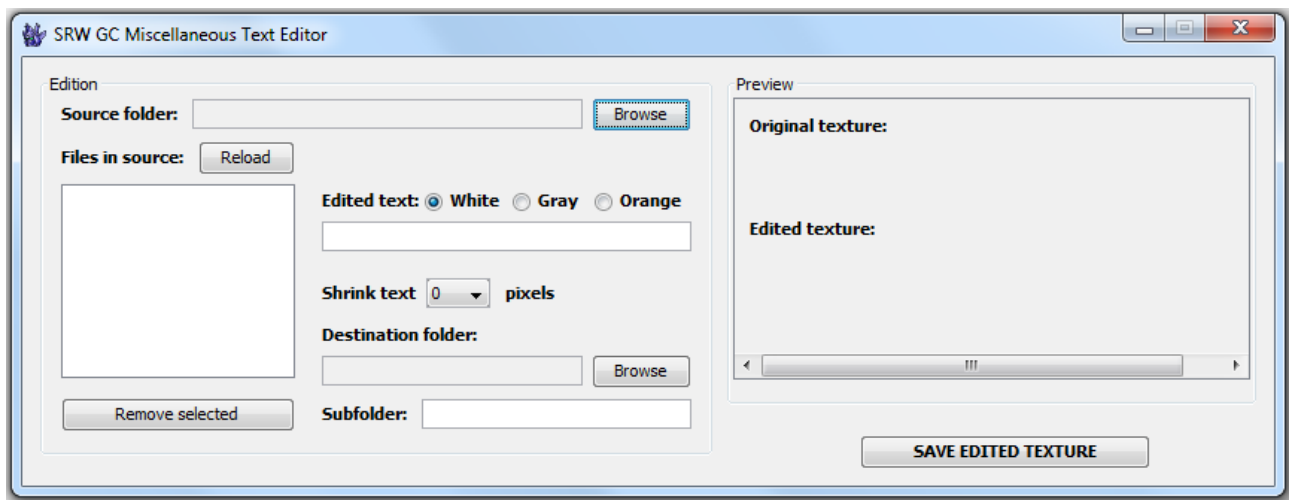 SRW GC Miscellaneous Text Editor
Edition
Source folder: Browse
Files in source: Reload
Edited text: White Gray Orange
Shrink text 0 pixels
Destination folder:
Browse
Remove selected
Subfolder:
Preview
Original texture:
Edited texture:
SAVE EDITED TEXTURE